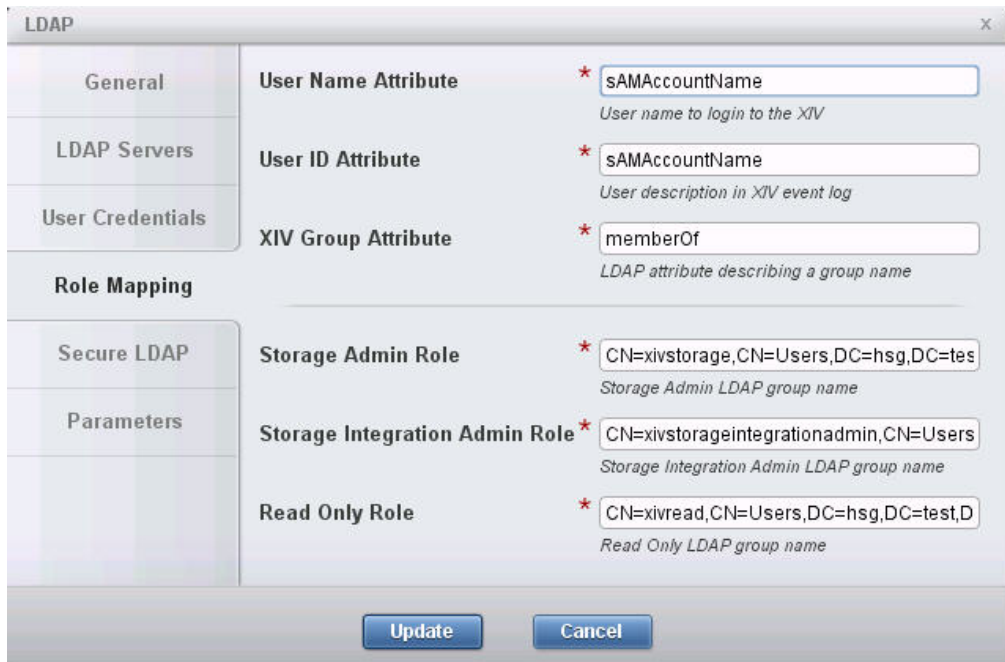 LDAP
x
General
LDAP Servers
User Credentials
Role Mapping
Secure LDAP
Parameters
User Name Attribute * sAMAccountName
User name to login to the XIV
User ID Attribute * sAMAccountName
User description in XIV event log
XIV Group Attribute * memberOf
LDAP attribute describing a group name
Storage Admin Role * CN=xivstorage,CN=Users,DC=hsg,DC=tes
Storage Admin LDAP group name
Storage Integration Admin Role * CN=xivstorageintegrationadmin,CN=Users
Storage Integration Admin LDAP group name
Read Only Role * CN=xivread,CN=Users,DC=hsg,DC=test,D
Read Only LDAP group name
Update Cancel